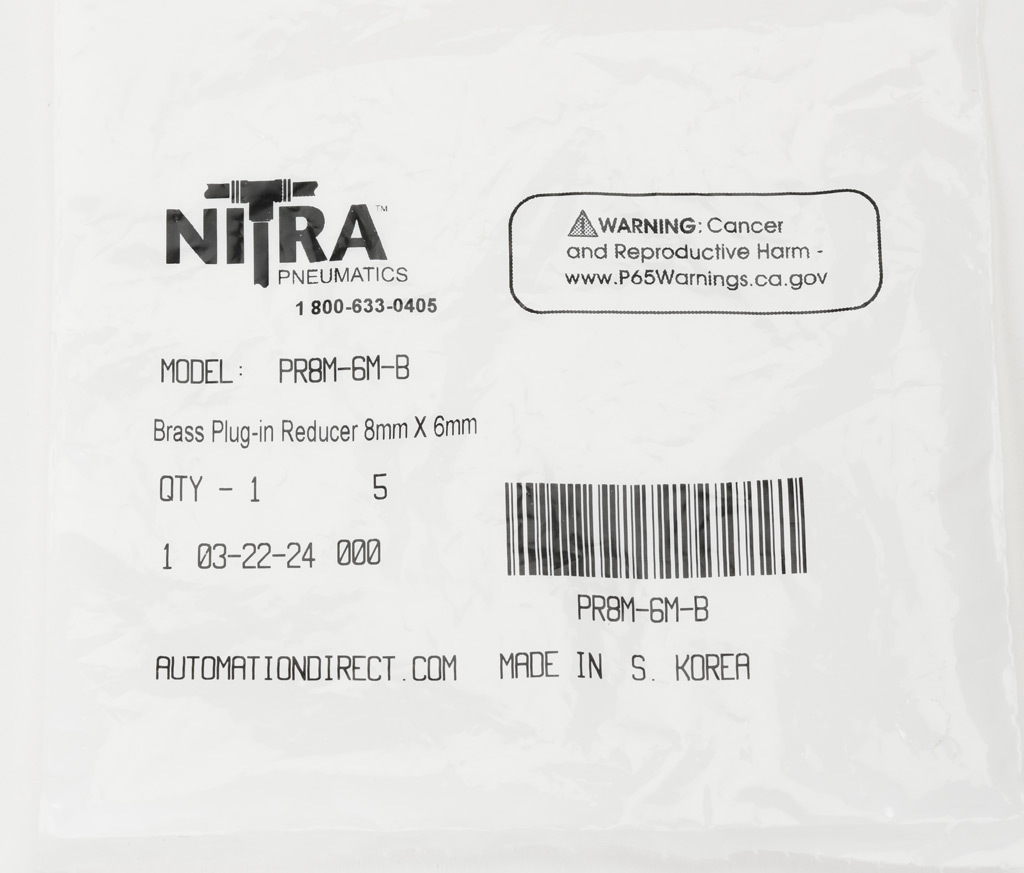 NITRA™
PNEUMATICS
1 800-633-0405
⚠WARNING: Cancer
and Reproductive Harm -
www.P65Warnings.ca.gov
MODEL: PR8M-6M-B
Brass Plug-in Reducer 8mm X 6mm
QTY - 1 5
1 03-22-24 000
PR8M-6M-B
AUTOMATIONDIRECT.COM MADE IN S. KOREA